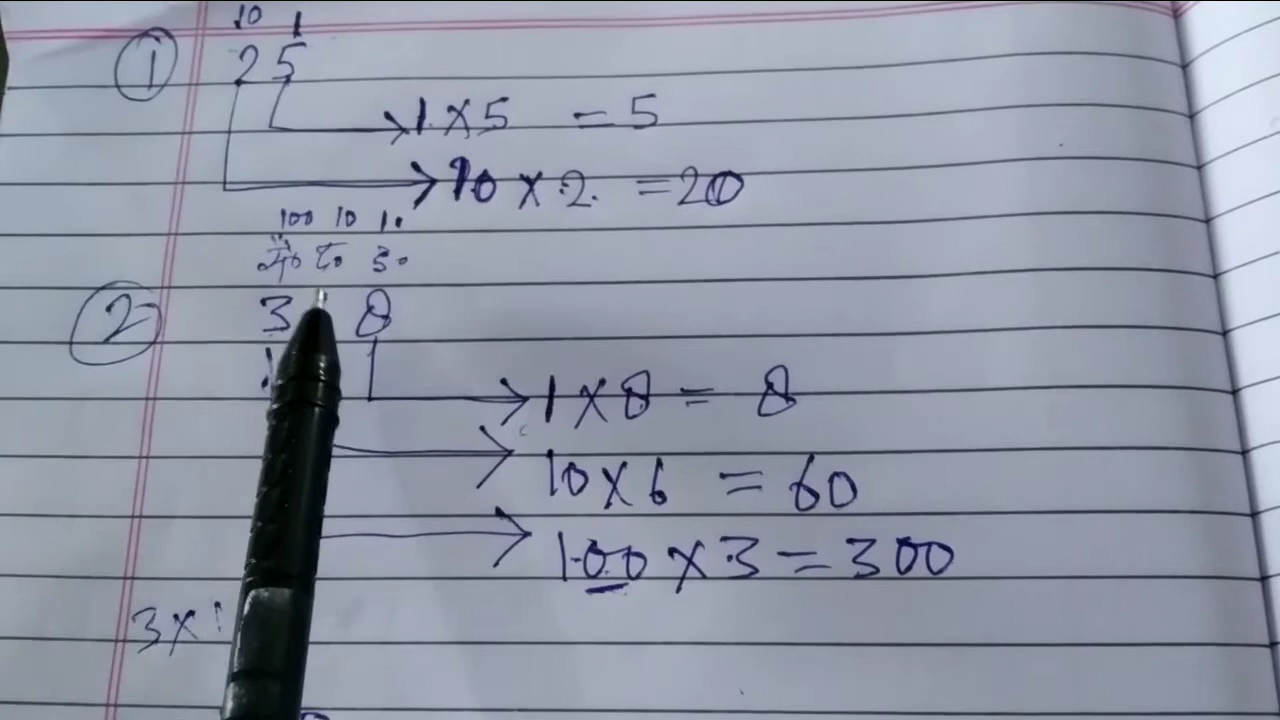 10 1
① 25
1×5 = 5
10×2 = 20
100 10 1
② 3 8
1×8 = 8
10×6 = 60
100×3=300
3×